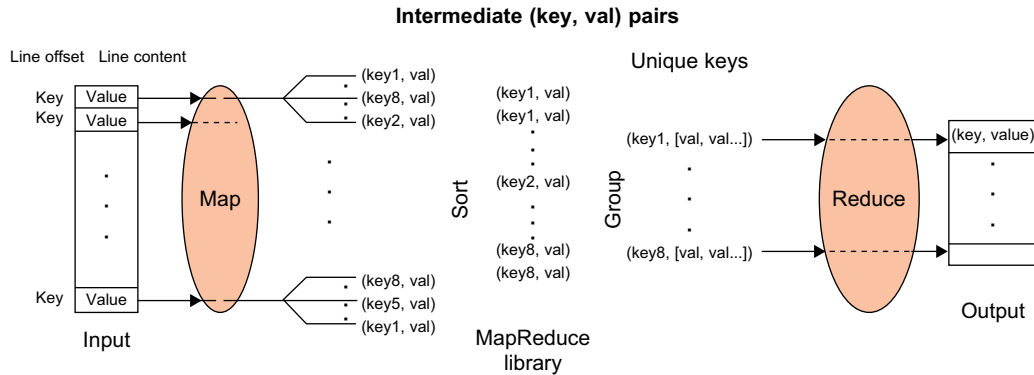 Intermediate (key, val) pairs
Line offset Line content
Key Value
Key Value
Key Value
Input
Map
(key1, val)
(key8, val)
(key2, val)
(key8, val)
(key5, val)
(key1, val)
Sort
(key1, val)
(key1, val)
(key2, val)
(key8, val)
(key8, val)
MapReduce
library
Group
Unique keys
(key1, [val, val...])
(key8, [val, val...])
Reduce
(key, value)
Output